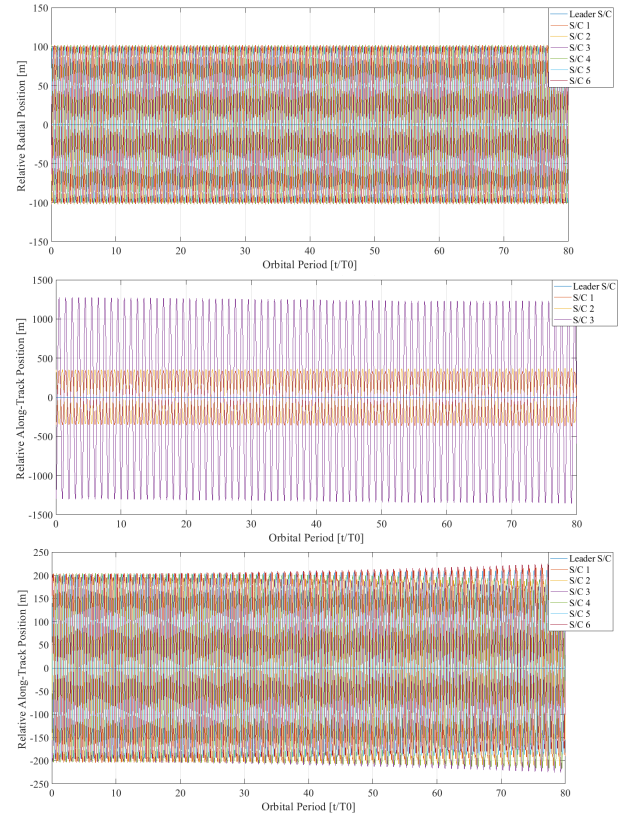 150
100
50
0
-50
-100
-150
Relative Radial Position [m]
0 10 20 30 40 50 60 70 80
Orbital Period [t/T0]
Leader S/C
S/C 1
S/C 2
S/C 3
S/C 4
S/C 5
S/C 6
1500
1000
500
0
-500
-1000
-1500
Relative Along-Track Position [m]
0 10 20 30 40 50 60 70 80
Orbital Period [t/T0]
Leader S/C
S/C 1
S/C 2
S/C 3
250
200
150
100
50
0
-50
-100
-150
-200
-250
Relative Along-Track Position [m]
0 10 20 30 40 50 60 70 80
Orbital Period [t/T0]
Leader S/C
S/C 1
S/C 2
S/C 3
S/C 4
S/C 5
S/C 6